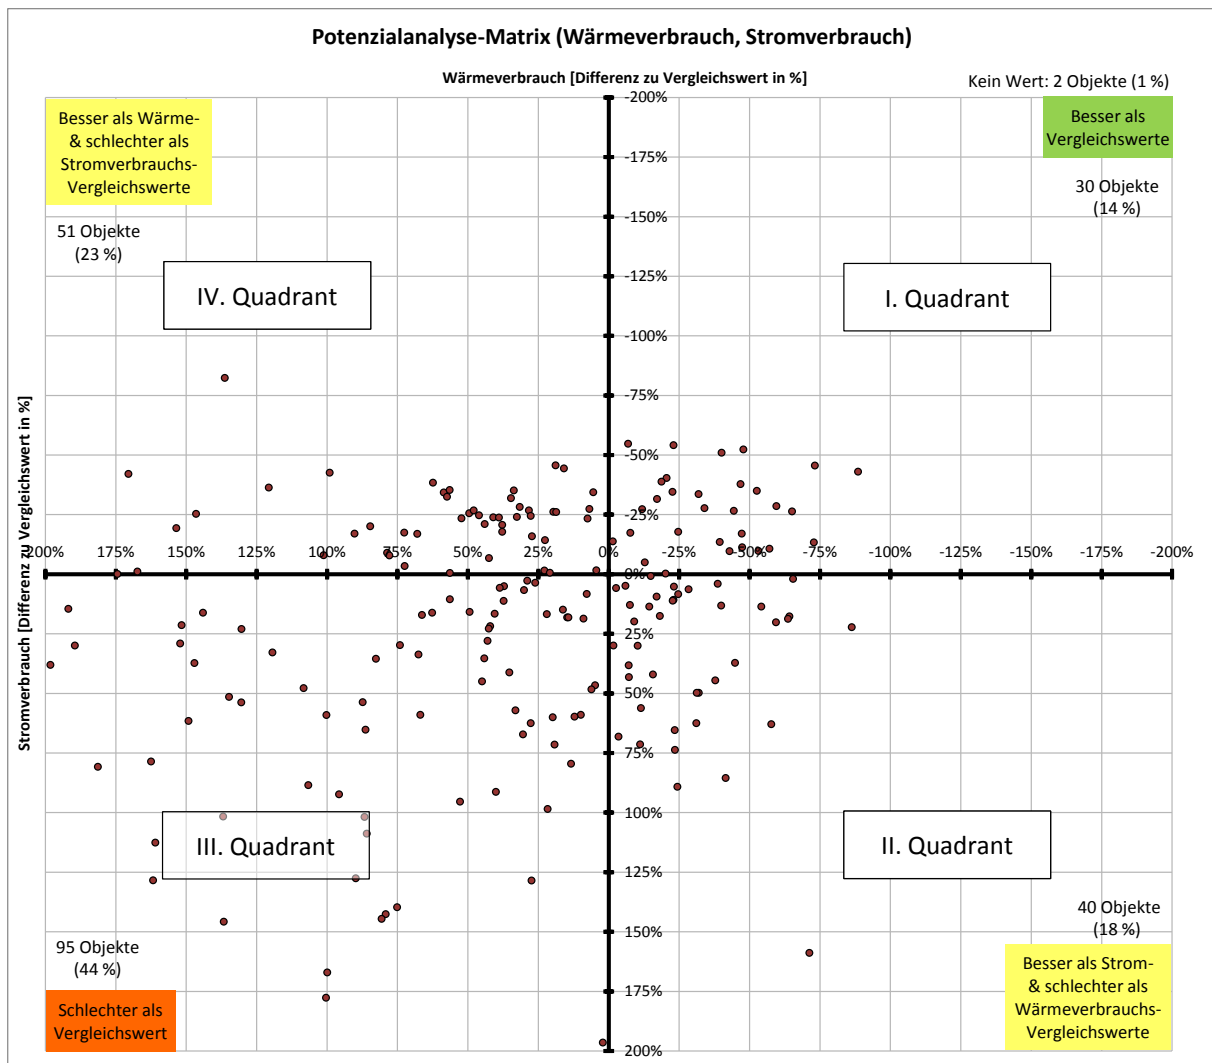 Potenzialanalyse-Matrix (Wärmeverbrauch, Stromverbrauch)
Wärmeverbrauch [Differenz zu Vergleichswert in %]
Kein Wert: 2 Objekte (1 %)
Besser als Wärme-
& schlechter als
Stromverbrauchs-
Vergleichswerte
51 Objekte
(23 %)
Besser als
Vergleichswerte
30 Objekte
(14 %)
IV. Quadrant
I. Quadrant
-200%
-175%
-150%
-125%
-100%
-75%
-50%
-25%
0%
25%
50%
75%
100%
125%
150%
175%
200%
200%
175%
150%
125%
100%
75%
50%
25%
0%
-25%
-50%
-75%
-100%
-125%
-150%
-175%
-200%
Stromverbrauch [Differenz zu Vergleichswert in %]
III. Quadrant
II. Quadrant
95 Objekte
(44 %)
Schlechter als
Vergleichswert
40 Objekte
(18 %)
Besser als Strom-
& schlechter als
Wärmeverbrauchs-
Vergleichswerte